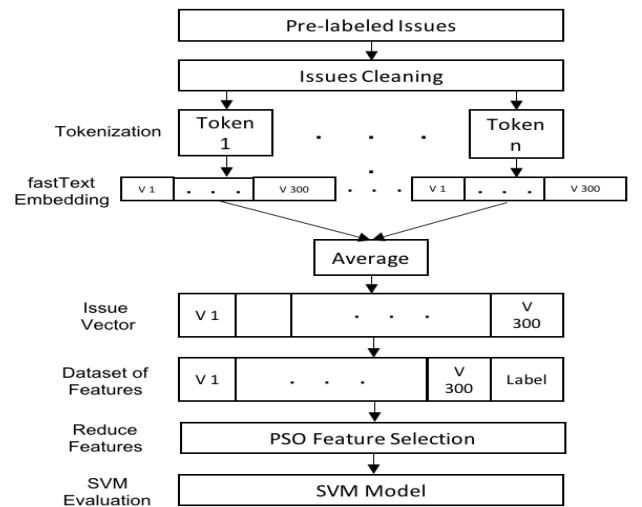 Pre-labeled Issues
Issues Cleaning
Tokenization
Token
1
. . .
Token
n
fastText
Embedding
V 1
. . .
V 300
. . .
V 1
. . .
V 300
Average
Issue
Vector
V 1
. . .
V
300
Dataset of
Features
V 1
. . .
V
300
Label
Reduce
Features
PSO Feature Selection
SVM
Evaluation
SVM Model